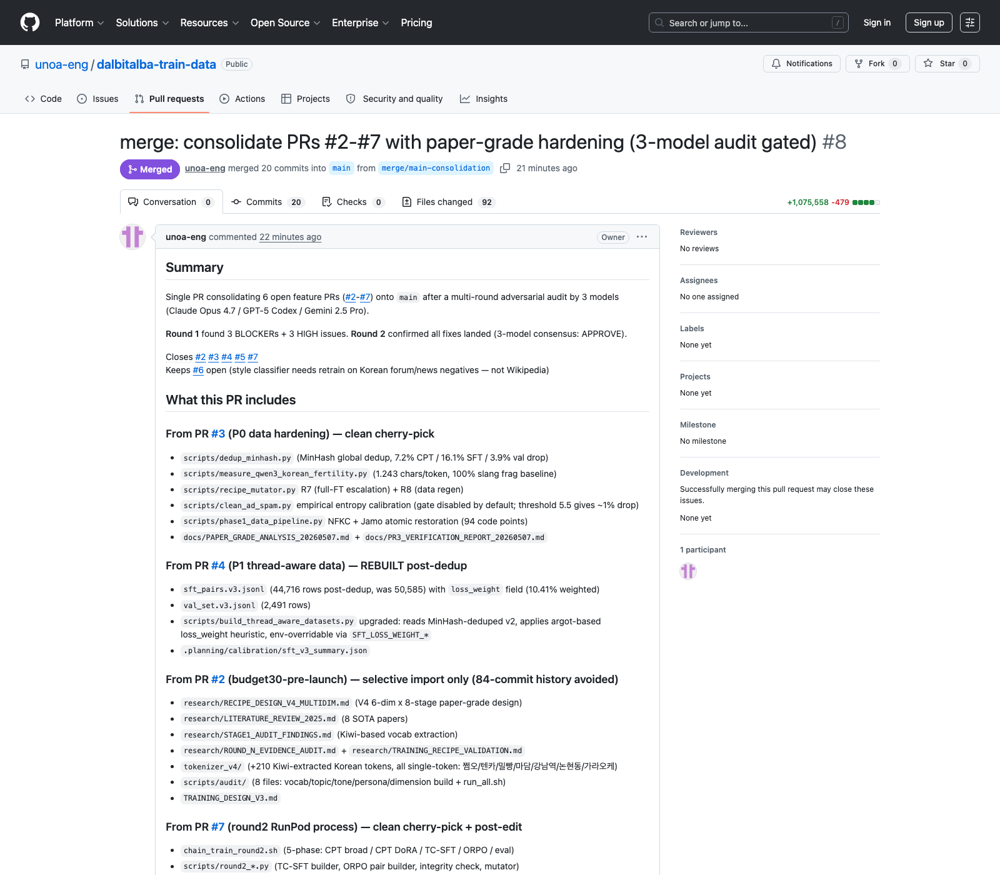 Platform
Solutions
Resources
Open Source
Enterprise
Pricing
Search or jump to...
/
Sign in
Sign up
unoa-eng / dalbitalba-train-data
Public
Notifications
Fork 0
Star 0
Code
Issues
Pull requests
Actions
Projects
Security and quality
Insights
merge: consolidate PRs #2-#7 with paper-grade hardening (3-model audit gated) #8
Merged
unoa-eng merged 20 commits into main from merge/main-consolidation 21 minutes ago
Conversation 0
Commits 20
Checks 0
Files changed 92
+1,075,558 -479
unoa-eng commented 22 minutes ago
Owner
Summary
Single PR consolidating 6 open feature PRs (#2-#7) onto main after a multi-round adversarial audit by 3 models
(Claude Opus 4.7 / GPT-5 Codex / Gemini 2.5 Pro).
Round 1 found 3 BLOCKERs + 3 HIGH issues. Round 2 confirmed all fixes landed (3-model consensus: APPROVE).
Closes #2 #3 #4 #5 #7
Keeps #6 open (style classifier needs retrain on Korean forum/news negatives — not Wikipedia)
What this PR includes
From PR #3 (P0 data hardening) — clean cherry-pick
scripts/dedup_minhash.py (MinHash global dedup, 7.2% CPT / 16.1% SFT / 3.9% val drop)
scripts/measure_qwen3_korean_fertility.py (1.243 chars/token, 100% slang frag baseline)
scripts/recipe_mutator.py R7 (full-FT escalation) + R8 (data regen)
scripts/clean_ad_spam.py empirical entropy calibration (gate disabled by default; threshold 5.5 gives ~1% drop)
scripts/phase1_data_pipeline.py NFKC + Jamo atomic restoration (94 code points)
docs/PAPER_GRADE_ANALYSIS_20260507.md + docs/PR3_VERIFICATION_REPORT_20260507.md
From PR #4 (P1 thread-aware data) — REBUILT post-dedup
sft_pairs.v3.jsonl (44,716 rows post-dedup, was 50,585) with loss_weight field (10.41% weighted)
val_set.v3.jsonl (2,491 rows)
scripts/build_thread_aware_datasets.py upgraded: reads MinHash-deduped v2, applies argot-based
loss_weight heuristic, env-overridable via SFT_LOSS_WEIGHT_*
.planning/calibration/sft_v3_summary.json
From PR #2 (budget30-pre-launch) — selective import only (84-commit history avoided)
research/RECIPE_DESIGN_V4_MULTIDIM.md (V4 6-dim x 8-stage paper-grade design)
research/LITERATURE_REVIEW_2025.md (8 SOTA papers)
research/STAGE1_AUDIT_FINDINGS.md (Kiwi-based vocab extraction)
research/ROUND_N_EVIDENCE_AUDIT.md + research/TRAINING_RECIPE_VALIDATION.md
tokenizer_v4/ (+210 Kiwi-extracted Korean tokens, all single-token: 쩜오/텐카/밀빵/마담/강남역/논현동/가라오케)
scripts/audit/ (8 files: vocab/topic/tone/persona/dimension build + run_all.sh)
TRAINING_DESIGN_V3.md
From PR #7 (round2 RunPod process) — clean cherry-pick + post-edit
chain_train_round2.sh (5-phase: CPT broad / CPT DoRA / TC-SFT / ORPO / eval)
scripts/round2_*.py (TC-SFT builder, ORPO pair builder, integrity check, mutator)
Reviewers
No reviews
Assignees
No one assigned
Labels
None yet
Projects
None yet
Milestone
No milestone
Development
Successfully merging this pull request may close these
issues.
None yet
1 participant